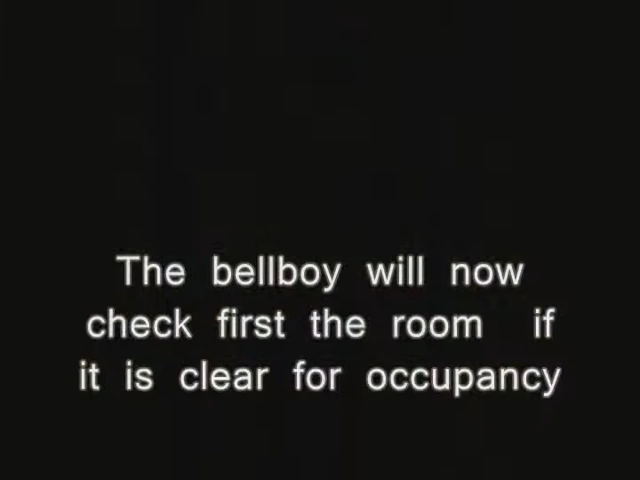 The bellboy will now
check first the room if
it is clear for occupancy